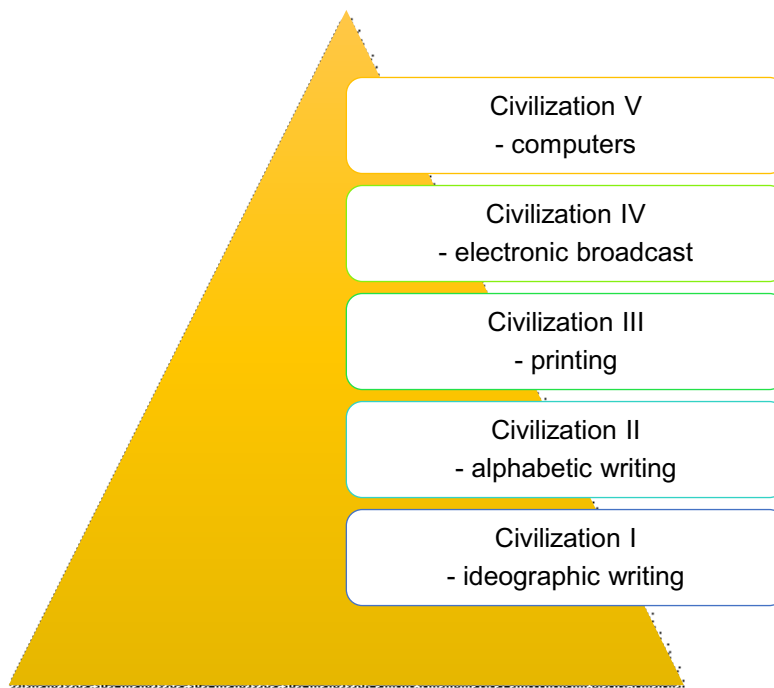 Civilization V
- computers
Civilization IV
- electronic broadcast
Civilization III
- printing
Civilization II
- alphabetic writing
Civilization I
- ideographic writing